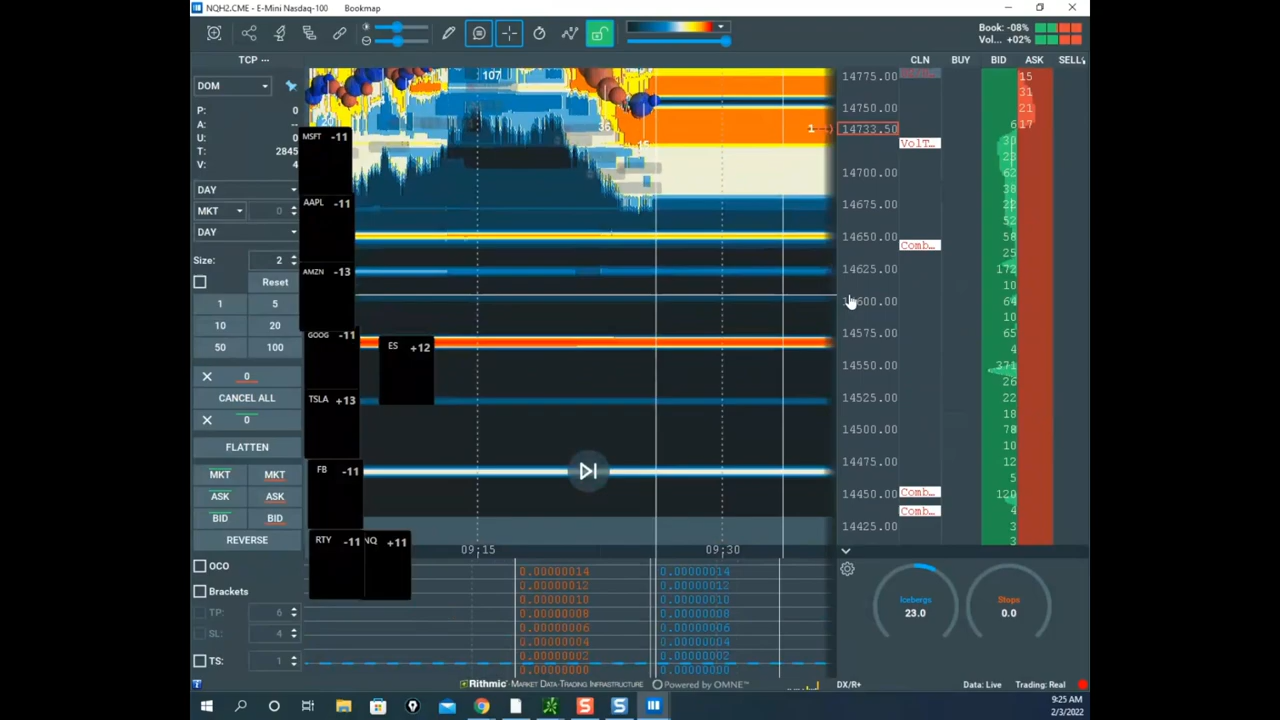 NQH2.CME - E-Mini Nasdaq-100 Bookmap
Book: -08%
Vol... +02%
TCP ...
CLN BUY BID ASK SELL
DOM
P: 0
A: --
U: 0
T: 2845
V: 4
DAY
MKT 0
DAY
Size: 2
Reset
1 5
10 20
50 100
0
CANCEL ALL
0
FLATTEN
MKT MKT
ASK ASK
BID BID
REVERSE
OCO
Brackets
TP: 6
SL: 4
TS: 1
MSFT -11
AAPL -11
AMZN -13
GOOG -11
ES +12
TSLA +13
FB -11
RTY -11
NQ +11
107
20
36
15
1
14775.00
14750.00
14733.50
14700.00
14675.00
14650.00
14625.00
14600.00
14575.00
14550.00
14525.00
14500.00
14475.00
14450.00
14425.00
VolT...
Comb...
Comb...
Comb...
15
31
21
6 17
30
23
62
38
22
52
58
25
172
10
64
10
65
4
371
26
22
18
78
10
12
5
120
4
3
3
09:15 09:30
0.00000014 0.00000014
0.00000012 0.00000012
0.00000010 0.00000010
0.00000008 0.00000008
0.00000006 0.00000006
0.00000004 0.00000004
0.00000002 0.00000002
0.00000000 0.00000000
Icebergs
23.0
Stops
0.0
Rithmic® MARKET DATA-TRADING INFRASTRUCTURE Powered by OMNE™
DX/R+ Data: Live Trading: Real
9:25 AM
2/3/2022